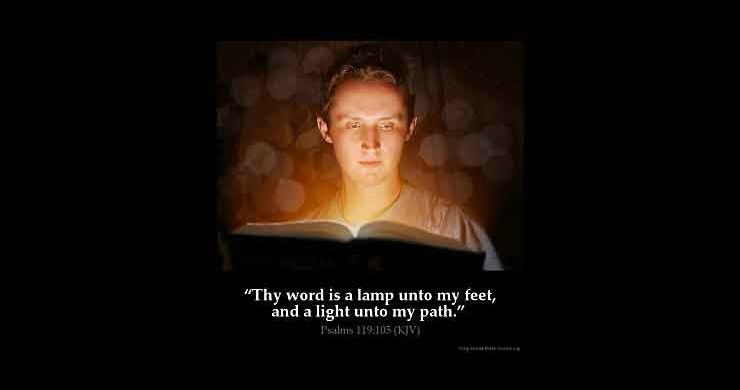 “Thy word is a lamp unto my feet,
and a light unto my path.”
Psalms 119:105 (KJV)